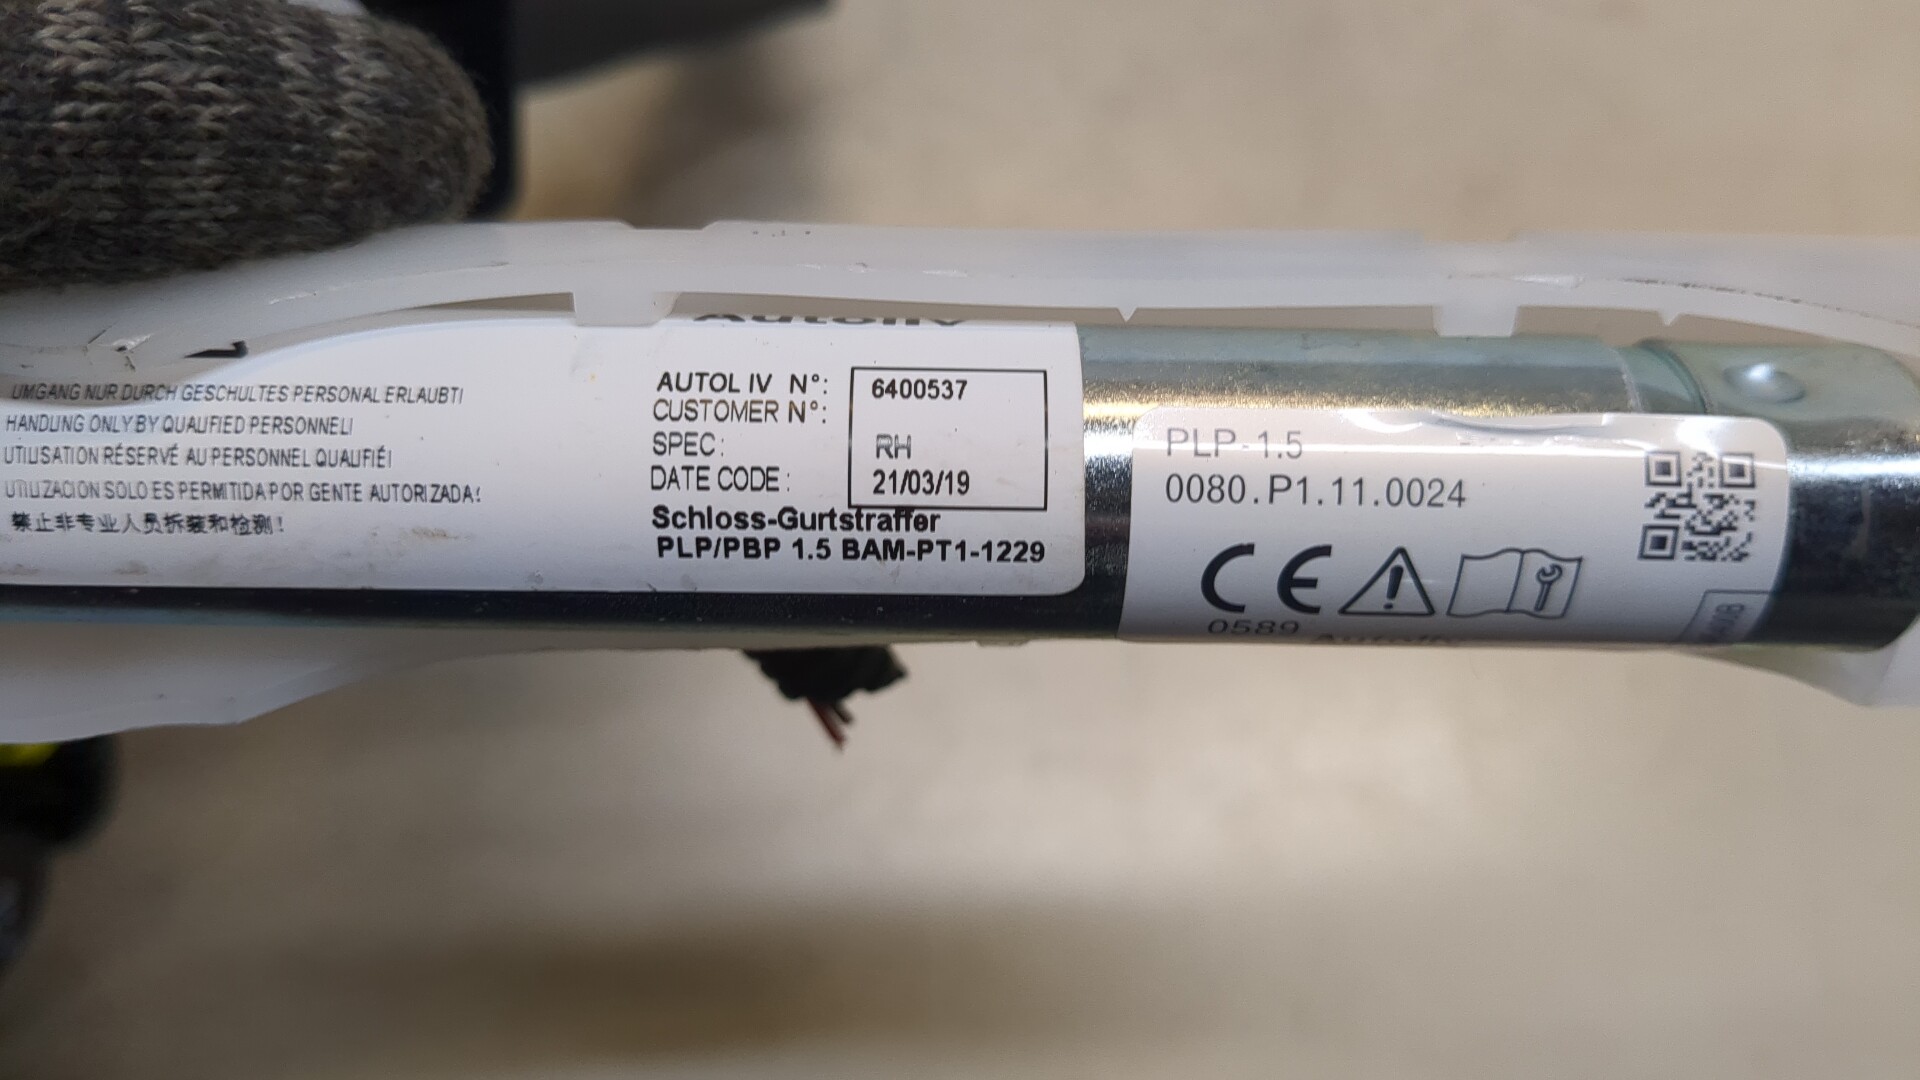 Autoliv
UMGANG NUR DURCH GESCHULTES PERSONAL ERLAUBT!
HANDLING ONLY BY QUALIFIED PERSONNEL!
UTILISATION RÉSERVÉ AU PERSONNEL QUALIFIÉ!
UTILIZACION SOLO ES PERMITIDA POR GENTE AUTORIZADA!
禁止非专业人员拆装和检测!
AUTOLIV N°: 6400537
CUSTOMER N°:
SPEC: RH
DATE CODE: 21/03/19
Schloss-Gurtstraffer
PLP/PBP 1.5 BAM-PT1-1229
PLP-1.5
0080.P1.11.0024
CE
0589
Autoliv